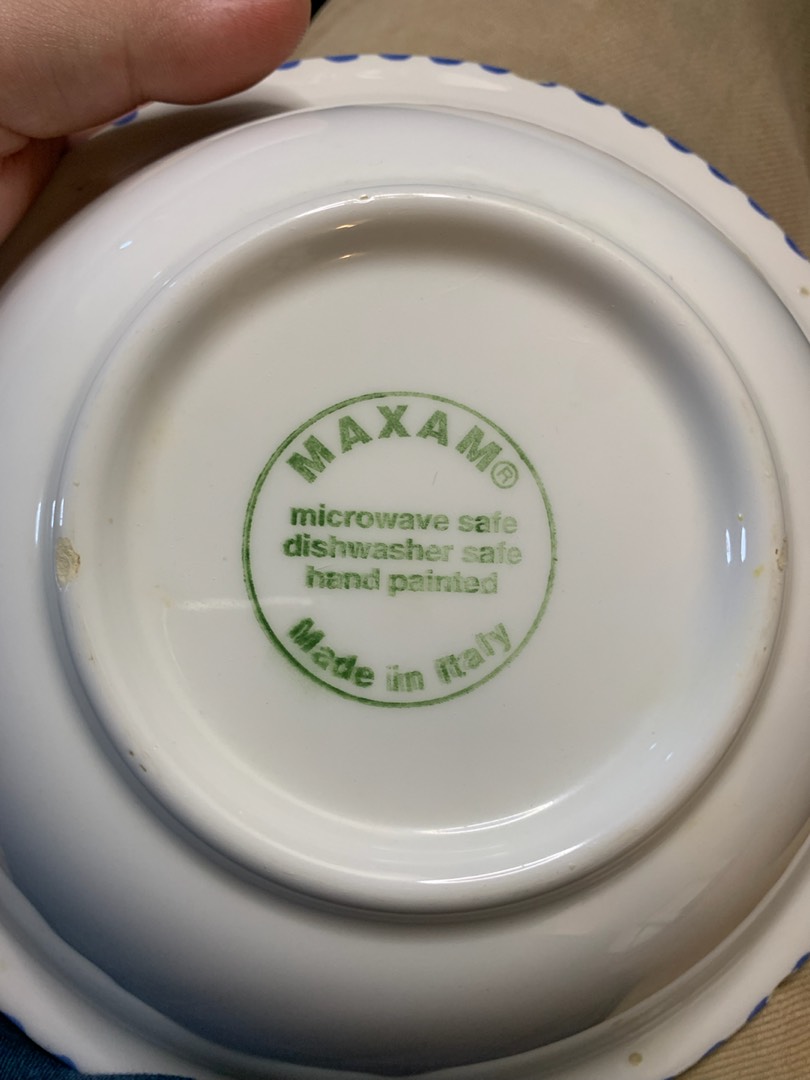 MAXAM®
microwave safe
dishwasher safe
hand painted
Made in Italy